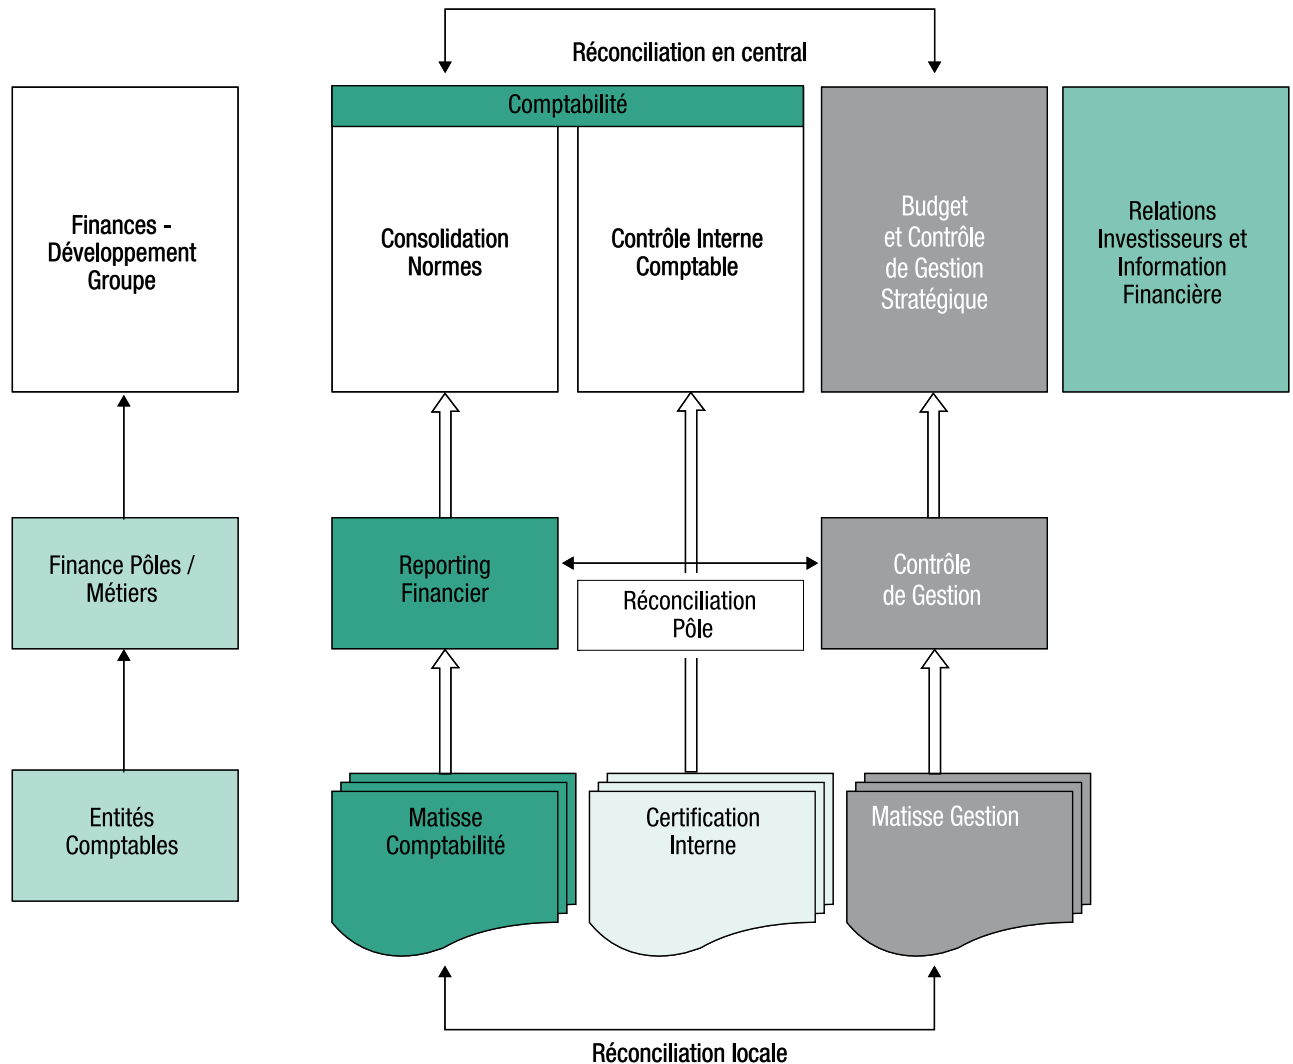 Réconciliation en central
Comptabilité
Finances -
Développement
Groupe
Consolidation
Normes
Contrôle Interne
Comptable
Budget
et Contrôle
de Gestion
Stratégique
Relations
Investisseurs et
Information
Financière
Finance Pôles /
Métiers
Reporting
Financier
Réconciliation
Pôle
Contrôle
de Gestion
Entités
Comptables
Matisse
Comptabilité
Certification
Interne
Matisse Gestion
Réconciliation locale